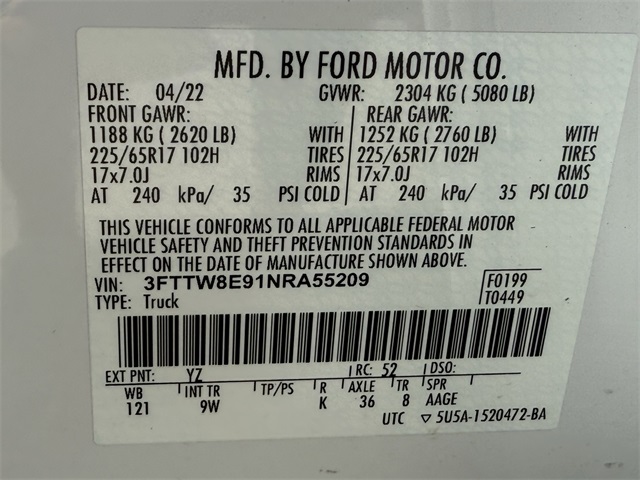 MFD. BY FORD MOTOR CO.
DATE: 04/22 GVWR: 2304 KG ( 5080 LB)
FRONT GAWR: REAR GAWR:
1188 KG ( 2620 LB) WITH 1252 KG ( 2760 LB) WITH
225/65R17 102H TIRES 225/65R17 102H TIRES
17x7.0J RIMS 17x7.0J RIMS
AT 240 kPa/ 35 PSI COLD AT 240 kPa/ 35 PSI COLD
THIS VEHICLE CONFORMS TO ALL APPLICABLE FEDERAL MOTOR
VEHICLE SAFETY AND THEFT PREVENTION STANDARDS IN
EFFECT ON THE DATE OF MANUFACTURE SHOWN ABOVE.
VIN: 3FTTW8E91NRA55209 F0199
TYPE: Truck T0449
EXT PNT: YZ RC: 52 DSO:
WB INT TR TP/PS R AXLE TR SPR
121 9W K 36 8 AAGE
UTC ▽ 5U5A-1520472-BA